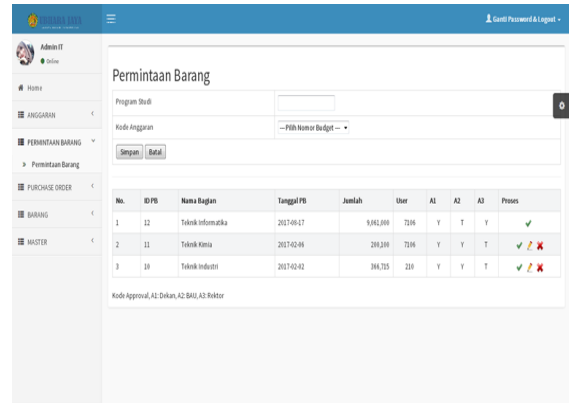 Ganti Password & Logout
Admin IT
Online
Home
ANGGARAN
PERMINTAAN BARANG
» Permintaan Barang
PURCHASE ORDER
BARANG
MASTER
Permintaan Barang
Program Studi
Kode Anggaran
--- Pilih Nomor Budget ---
Simpan Batal
No. ID PB Nama Bagian Tanggal PB Jumlah User A1 A2 A3 Proses
1 12 Teknik Informatika 2017-08-17 9,061,000 7106 Y T Y
2 11 Teknik Kimia 2017-02-06 200,100 7106 Y Y T
3 10 Teknik Industri 2017-02-02 366,715 210 Y Y T
Kode Approval, A1: Dekan, A2: BAU, A3: Rektor